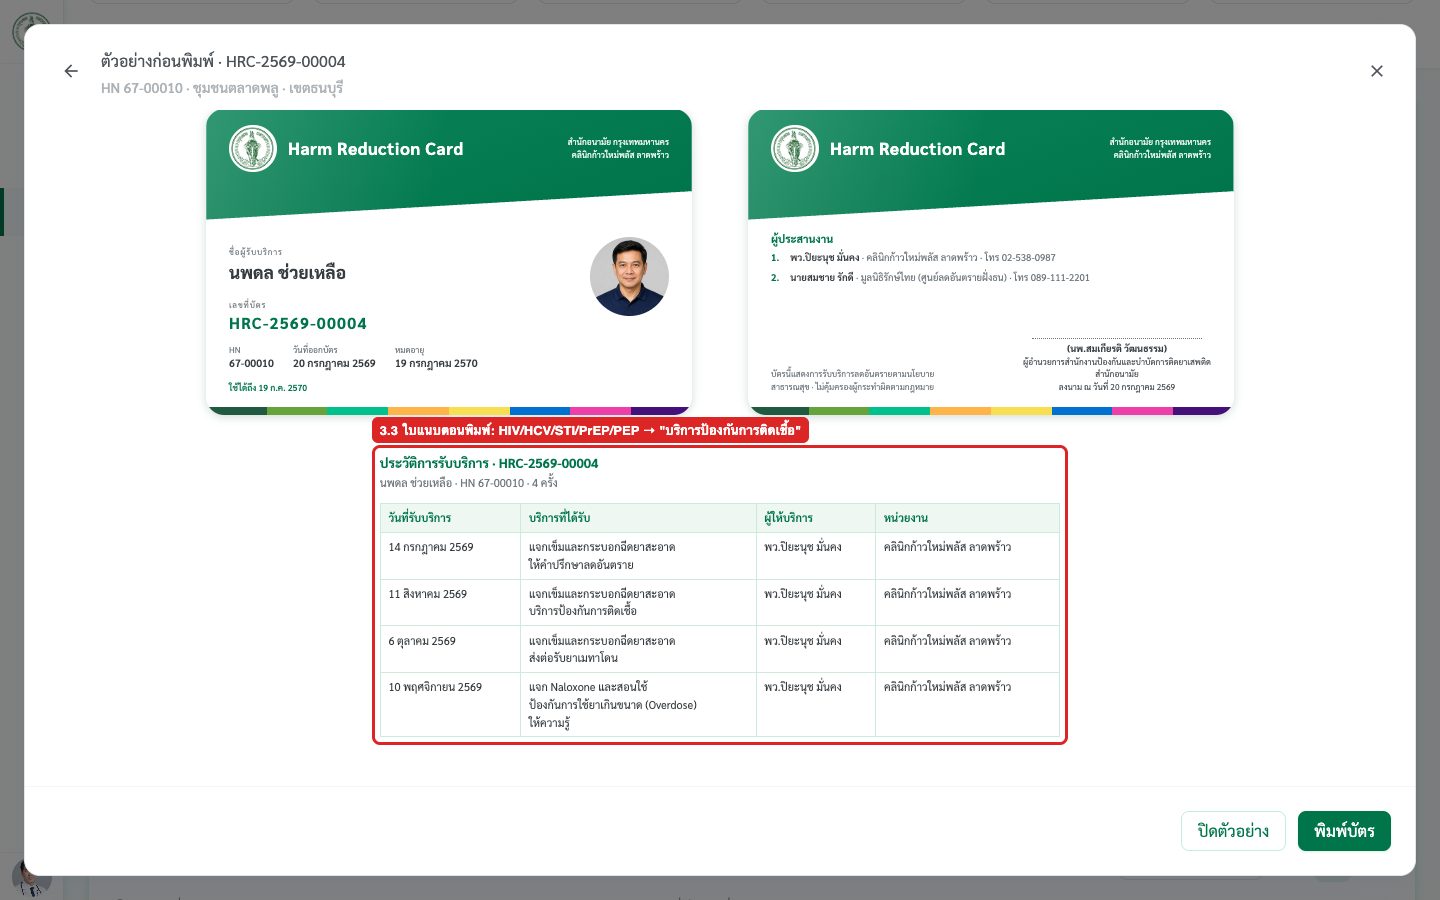 ตัวอย่างก่อนพิมพ์ · HRC-2569-00004
HN 67-00010 · ชุมชนตลาดพลู · เขตธนบุรี
Harm Reduction Card
สำนักอนามัย กรุงเทพมหานคร
คลินิกก้าวใหม่พลัส ลาดพร้าว
ชื่อผู้รับบริการ
นพดล ช่วยเหลือ
เลขที่บัตร
HRC-2569-00004
HN วันที่ออกบัตร หมดอายุ
67-00010 20 กรกฎาคม 2569 19 กรกฎาคม 2570
ใช้ได้ถึง 19 ก.ค. 2570
Harm Reduction Card
สำนักอนามัย กรุงเทพมหานคร
คลินิกก้าวใหม่พลัส ลาดพร้าว
ผู้ประสานงาน
1. พว.ปิยะนุช มั่นคง · คลินิกก้าวใหม่พลัส ลาดพร้าว · โทร 02-538-0987
2. นายสมชาย รักดี · มูลนิธิรักษ์ไทย (ศูนย์ลดอันตรายฝั่งธน) · โทร 089-111-2201
บัตรนี้แสดงการรับบริการลดอันตรายตามนโยบาย
สาธารณสุข · ไม่คุ้มครองผู้กระทำผิดตามกฎหมาย
(นพ.สมเกียรติ วัฒนธรรม)
ผู้อำนวยการสำนักงานป้องกันและบำบัดการติดยาเสพติด
สำนักอนามัย
ลงนาม ณ วันที่ 20 กรกฎาคม 2569
3.3 ใบแนบตอนพิมพ์: HIV/HCV/STI/PrEP/PEP → "บริการป้องกันการติดเชื้อ"
ประวัติการรับบริการ · HRC-2569-00004
นพดล ช่วยเหลือ · HN 67-00010 · 4 ครั้ง
วันที่รับบริการ บริการที่ได้รับ ผู้ให้บริการ หน่วยงาน
14 กรกฎาคม 2569 แจกเข็มและกระบอกฉีดยาสะอาด พว.ปิยะนุช มั่นคง คลินิกก้าวใหม่พลัส ลาดพร้าว
ให้คำปรึกษาลดอันตราย
11 สิงหาคม 2569 แจกเข็มและกระบอกฉีดยาสะอาด พว.ปิยะนุช มั่นคง คลินิกก้าวใหม่พลัส ลาดพร้าว
บริการป้องกันการติดเชื้อ
6 ตุลาคม 2569 แจกเข็มและกระบอกฉีดยาสะอาด พว.ปิยะนุช มั่นคง คลินิกก้าวใหม่พลัส ลาดพร้าว
ส่งต่อรับยาเมทาโดน
10 พฤศจิกายน 2569 แจก Naloxone และสอนใช้ พว.ปิยะนุช มั่นคง คลินิกก้าวใหม่พลัส ลาดพร้าว
ป้องกันการใช้ยาเกินขนาด (Overdose)
ให้ความรู้
ปิดตัวอย่าง
พิมพ์บัตร